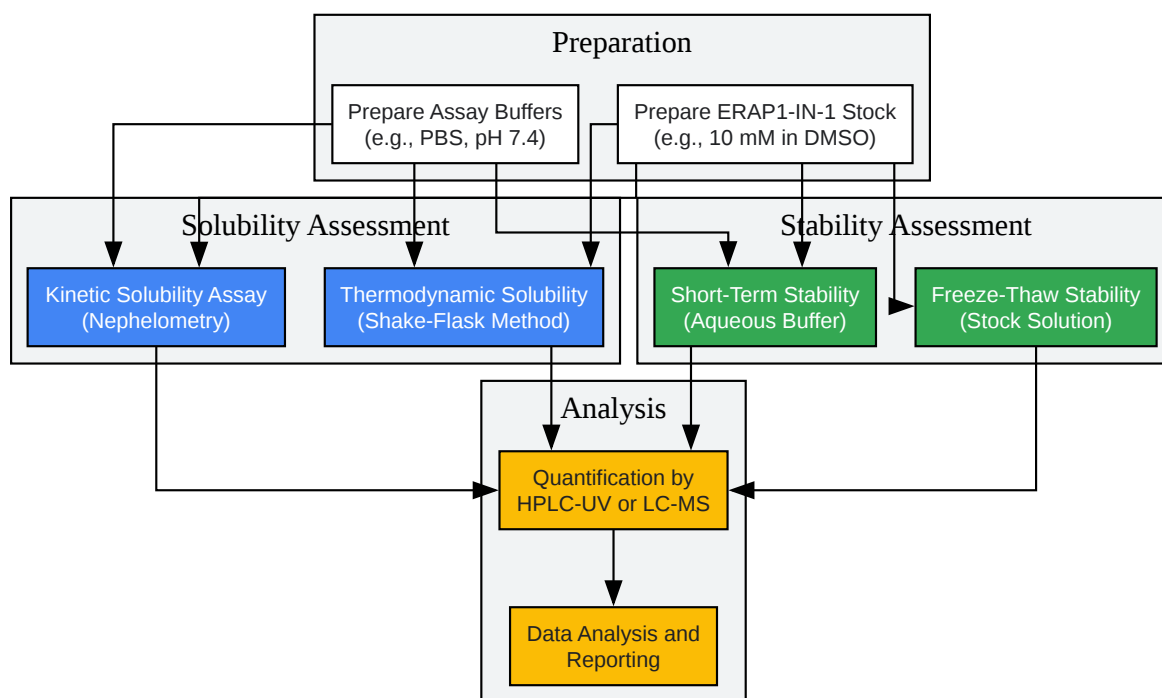 Preparation
Prepare Assay Buffers
(e.g., PBS, pH 7.4)
Prepare ERAP1-IN-1 Stock
(e.g., 10 mM in DMSO)
Solubility Assessment
Stability Assessment
Kinetic Solubility Assay
(Nephelometry)
Thermodynamic Solubility
(Shake-Flask Method)
Short-Term Stability
(Aqueous Buffer)
Freeze-Thaw Stability
(Stock Solution)
Analysis
Quantification by
HPLC-UV or LC-MS
Data Analysis and
Reporting